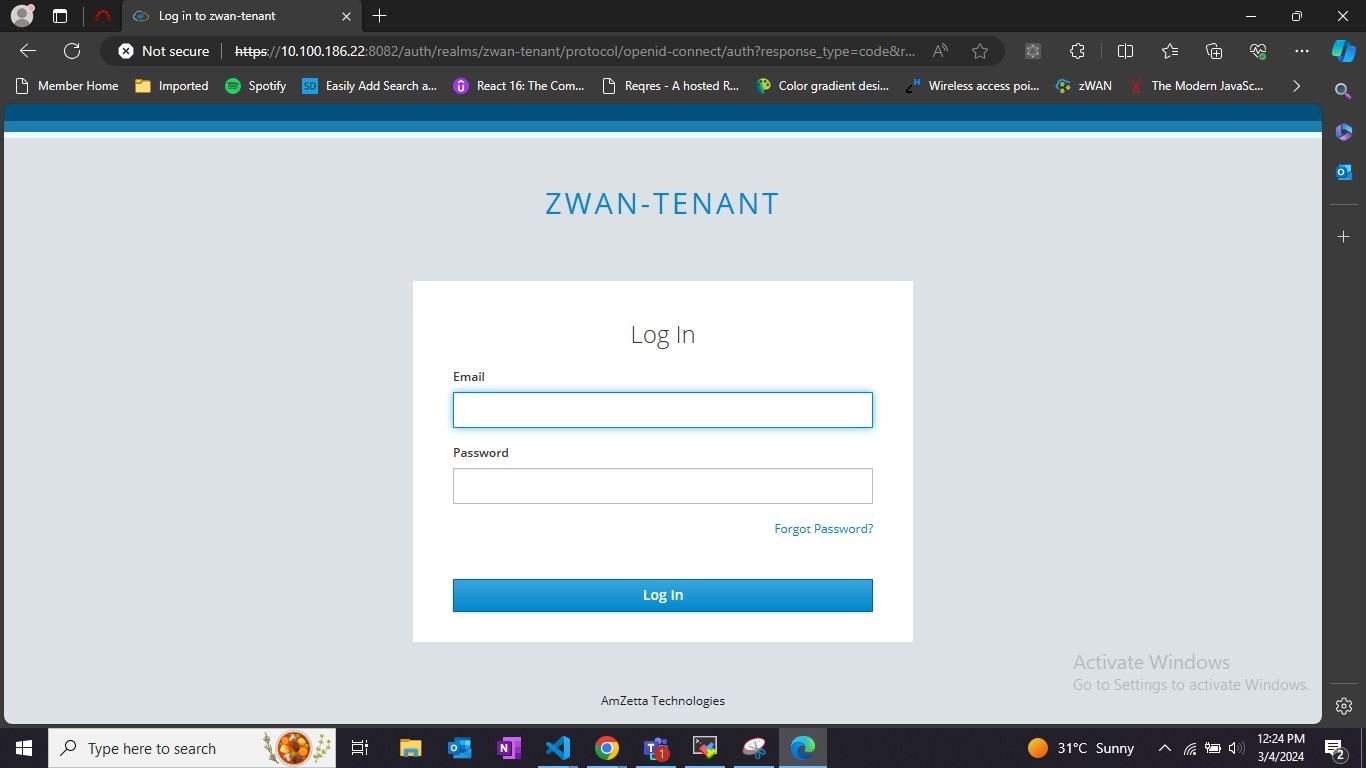 Log in to zwan-tenant
Not secure
https://10.100.186.22:8082/auth/realms/zwan-tenant/protocol/openid-connect/auth?response_type=code&r...
Member Home
Imported
Spotify
SD
Easily Add Search a...
React 16: The Com...
Reqres - A hosted R...
Color gradient desi...
H
Wireless access poi...
zWAN
The Modern JavaSc...
ZWAN-TENANT
Log In
Email
Password
Forgot Password?
Log In
Activate Windows
Go to Settings to activate Windows.
AmZetta Technologies
Type here to search
1
31°C Sunny
12:24 PM
3/4/2024
2